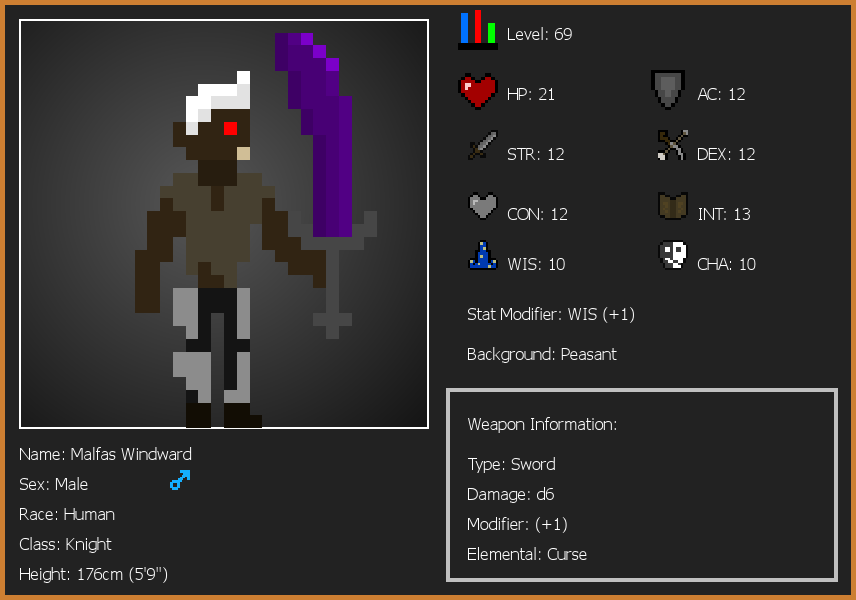 Level: 69
HP: 21
AC: 12
STR: 12
DEX: 12
CON: 12
INT: 13
WIS: 10
CHA: 10
Stat Modifier: WIS (+1)
Background: Peasant
Weapon Information:
Type: Sword
Damage: d6
Modifier: (+1)
Elemental: Curse
Name: Malfas Windward
Sex: Male
Race: Human
Class: Knight
Height: 176cm (5'9")